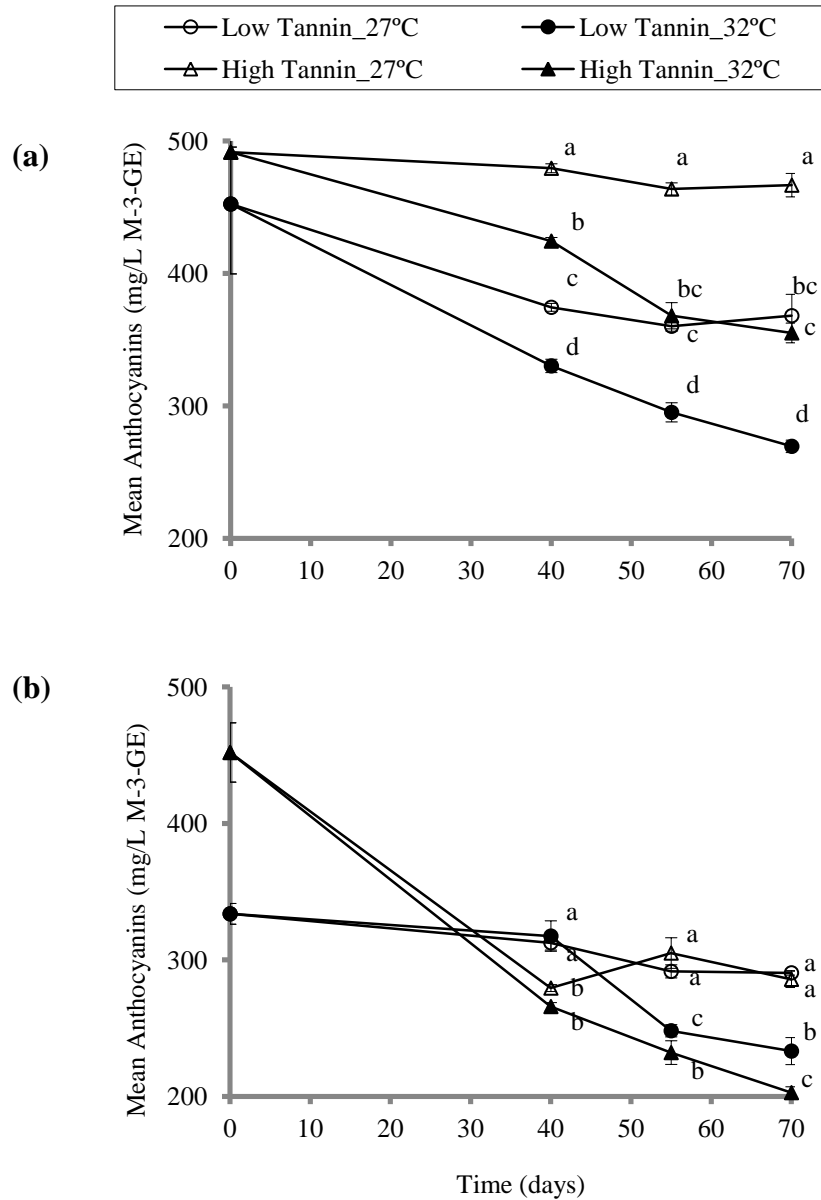 Low Tannin_27ºC Low Tannin_32ºC
High Tannin_27ºC High Tannin_32ºC
(a)
Mean Anthocyanins (mg/L M-3-GE)
500
400
300
200
a a a
b
bc bc
c
c c
d
d
d
0 10 20 30 40 50 60 70
(b)
Mean Anthocyanins (mg/L M-3-GE)
500
400
300
200
a
a
a
a
a
a
b
b
c
b
b
c
0 10 20 30 40 50 60 70
Time (days)